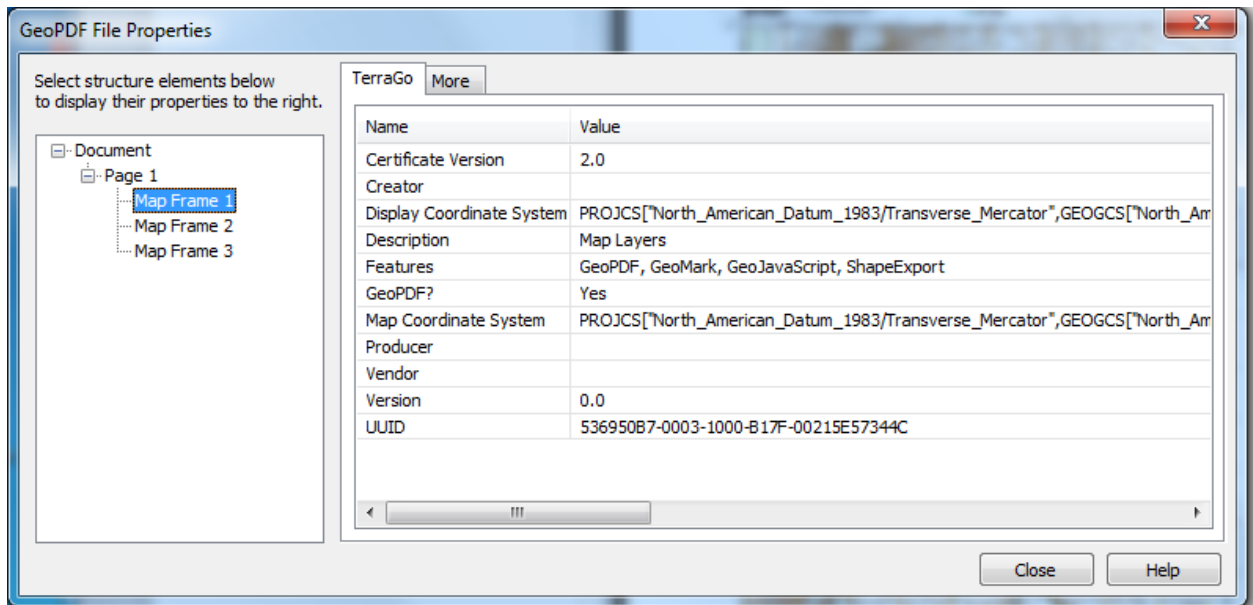 GeoPDF File Properties
Select structure elements below
to display their properties to the right.
Document
Page 1
Map Frame 1
Map Frame 2
Map Frame 3
TerraGo More
Name Value
Certificate Version 2.0
Creator
Display Coordinate System PROJCS["North_American_Datum_1983/Transverse_Mercator",GEOGCS["North_Am
Description Map Layers
Features GeoPDF, GeoMark, GeoJavaScript, ShapeExport
GeoPDF? Yes
Map Coordinate System PROJCS["North_American_Datum_1983/Transverse_Mercator",GEOGCS["North_Am
Producer
Vendor
Version 0.0
UUID 536950B7-0003-1000-B17F-00215E57344C
Close Help